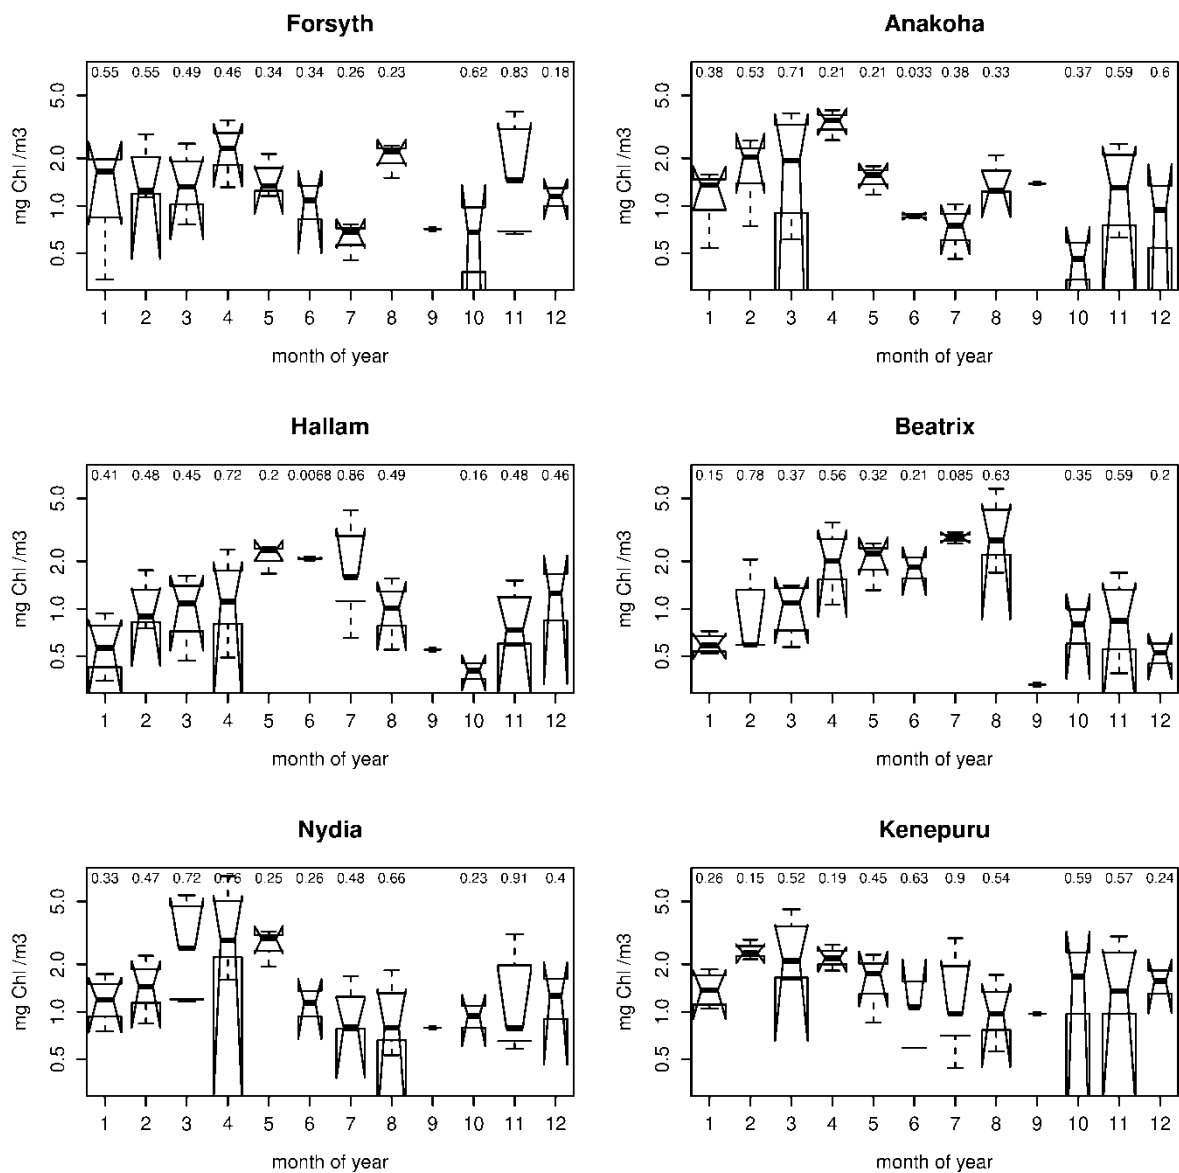 Forsyth
0.55 0.55 0.49 0.46 0.34 0.34 0.26 0.23 0.62 0.83 0.18
mg Chl /m3
5.0
2.0
1.0
0.5
1 2 3 4 5 6 7 8 9 10 11 12
month of year
Anakoha
0.38 0.53 0.71 0.21 0.21 0.033 0.38 0.33 0.37 0.59 0.6
mg Chl /m3
5.0
2.0
1.0
0.5
1 2 3 4 5 6 7 8 9 10 11 12
month of year
Hallam
0.41 0.48 0.45 0.72 0.2 0.0068 0.86 0.49 0.16 0.48 0.46
mg Chl /m3
5.0
2.0
1.0
0.5
1 2 3 4 5 6 7 8 9 10 11 12
month of year
Beatrix
0.15 0.78 0.37 0.56 0.32 0.21 0.085 0.63 0.35 0.59 0.2
mg Chl /m3
5.0
2.0
1.0
0.5
1 2 3 4 5 6 7 8 9 10 11 12
month of year
Nydia
0.33 0.47 0.72 0.25 0.26 0.48 0.66 0.23 0.91 0.4
mg Chl /m3
5.0
2.0
1.0
0.5
1 2 3 4 5 6 7 8 9 10 11 12
month of year
Kenepuru
0.26 0.15 0.52 0.19 0.45 0.63 0.9 0.54 0.59 0.57 0.24
mg Chl /m3
5.0
2.0
1.0
0.5
1 2 3 4 5 6 7 8 9 10 11 12
month of year